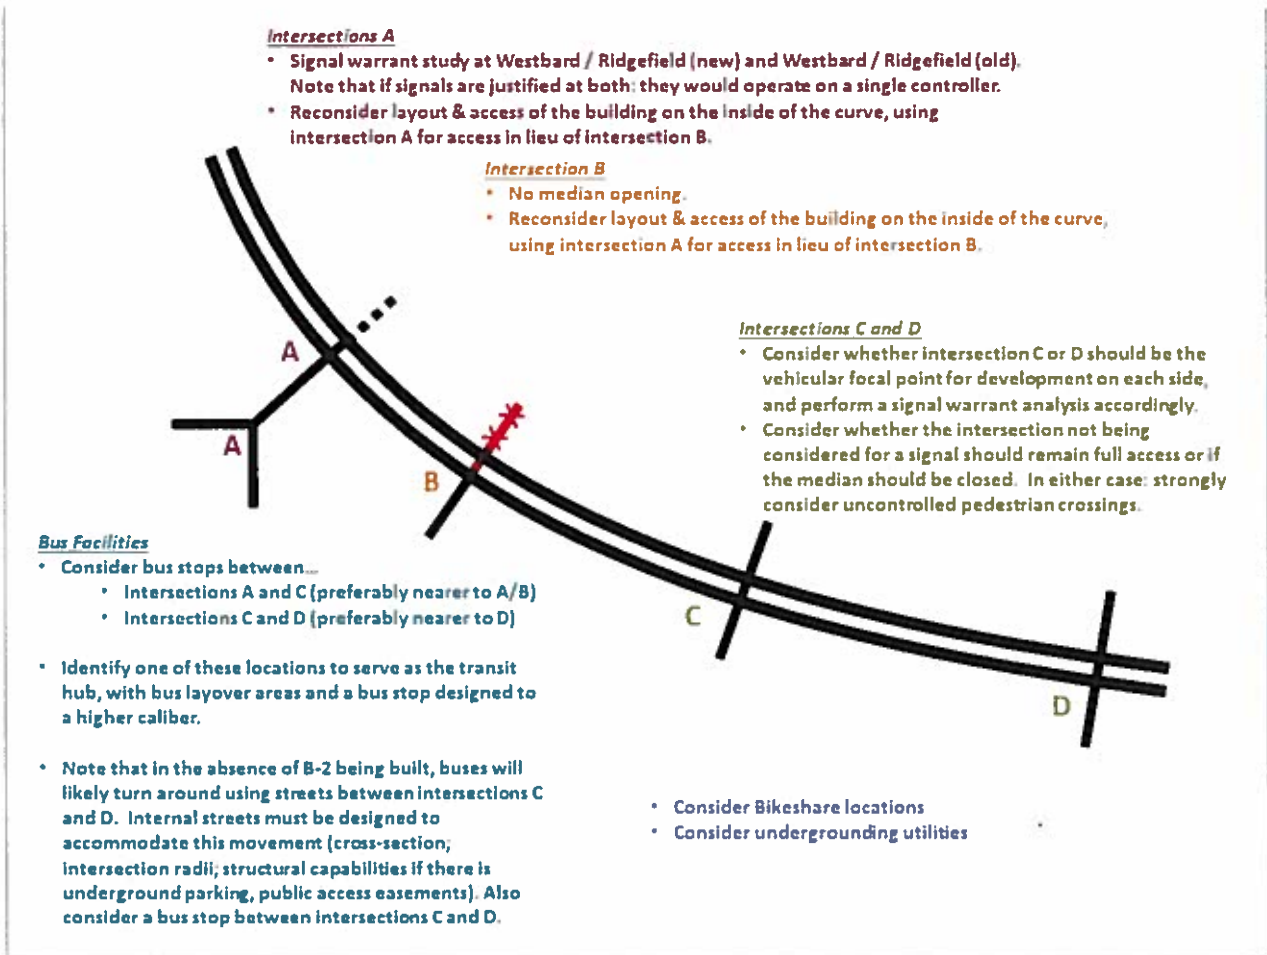 Intersections A
• Signal warrant study at Westbard / Ridgefield (new) and Westbard / Ridgefield (old).
Note that if signals are justified at both; they would operate on a single controller.
• Reconsider layout & access of the building on the inside of the curve, using
intersection A for access in lieu of intersection B.
Intersection B
• No median opening.
• Reconsider layout & access of the building on the inside of the curve,
using intersection A for access in lieu of intersection B.
Intersections C and D
• Consider whether intersection C or D should be the
vehicular focal point for development on each side,
and perform a signal warrant analysis accordingly.
• Consider whether the intersection not being
considered for a signal should remain full access or if
the median should be closed. In either case: strongly
consider uncontrolled pedestrian crossings.
A
A
B
C
D
Bus Facilities
• Consider bus stops between...
• Intersections A and C (preferably nearer to A/B)
• Intersections C and D (preferably nearer to D)
• Identify one of these locations to serve as the transit
hub, with bus layover areas and a bus stop designed to
a higher caliber.
• Note that in the absence of B-2 being built, buses will
likely turn around using streets between intersections C
and D. Internal streets must be designed to
accommodate this movement (cross-section;
intersection radii; structural capabilities if there is
underground parking, public access easements). Also
consider a bus stop between intersections C and D.
• Consider Bikeshare locations
• Consider undergrounding utilities